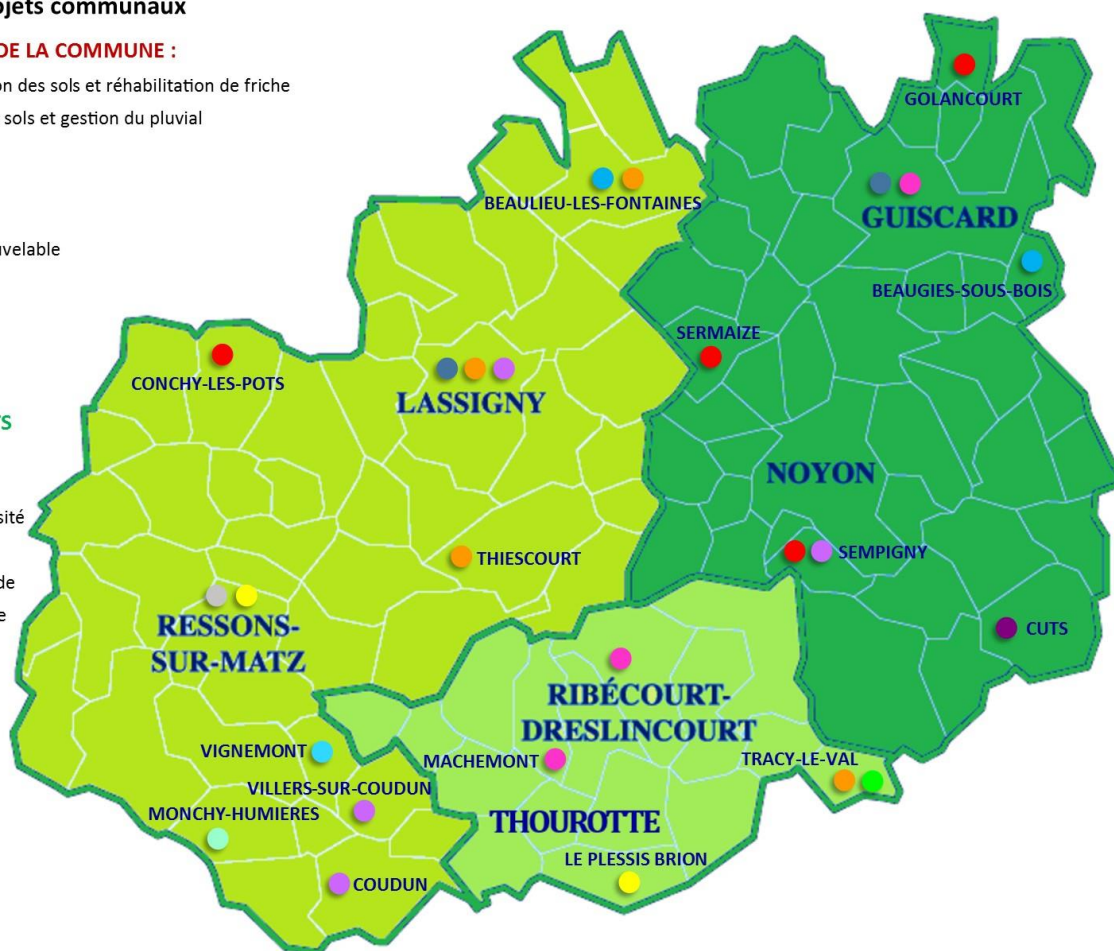 ojets communaux
DE LA COMMUNE :
on des sols et réhabilitation de friche
sols et gestion du pluvial
uvelable
TS
sité
de
e
GOLANCOURT
BEAULIEU-LES-FONTAINES
GUISCARD
BEAUGIES-SOUS-BOIS
SERMAIZE
CONCHY-LES-POTS
LASSIGNY
NOYON
SEMPIGNY
THIESCOURT
CUTS
RESSONS-
SUR-MATZ
RIBÉCOURT-
DRESLINCOURT
VIGNEMONT
MACHEMONT
TRACY-LE-VAL
VILLERS-SUR-COUDUN
MONCHY-HUMIERES
THOUROTTE
LE PLESSIS BRION
COUDUN